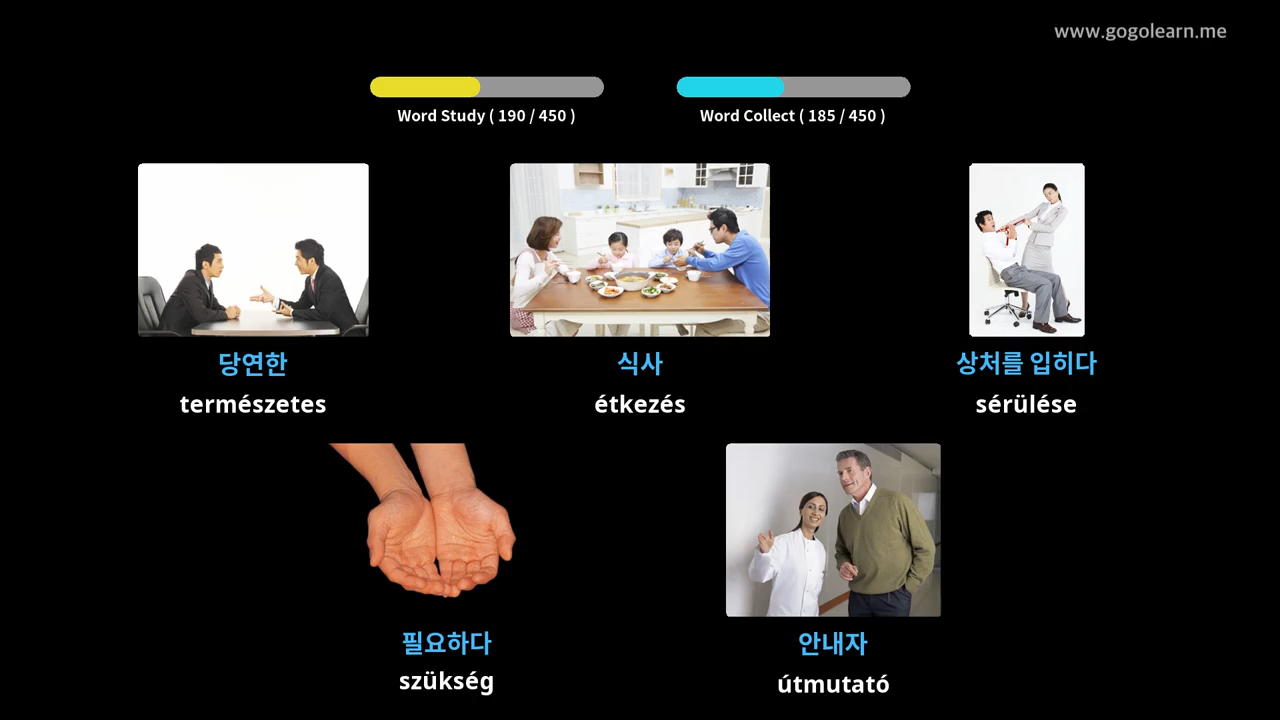 www.gogolearn.me
Word Study ( 190 / 450 )
Word Collect ( 185 / 450 )
당연한
természetes
식사
étkezés
상처를 입히다
sérülése
필요하다
szükség
안내자
útmutató